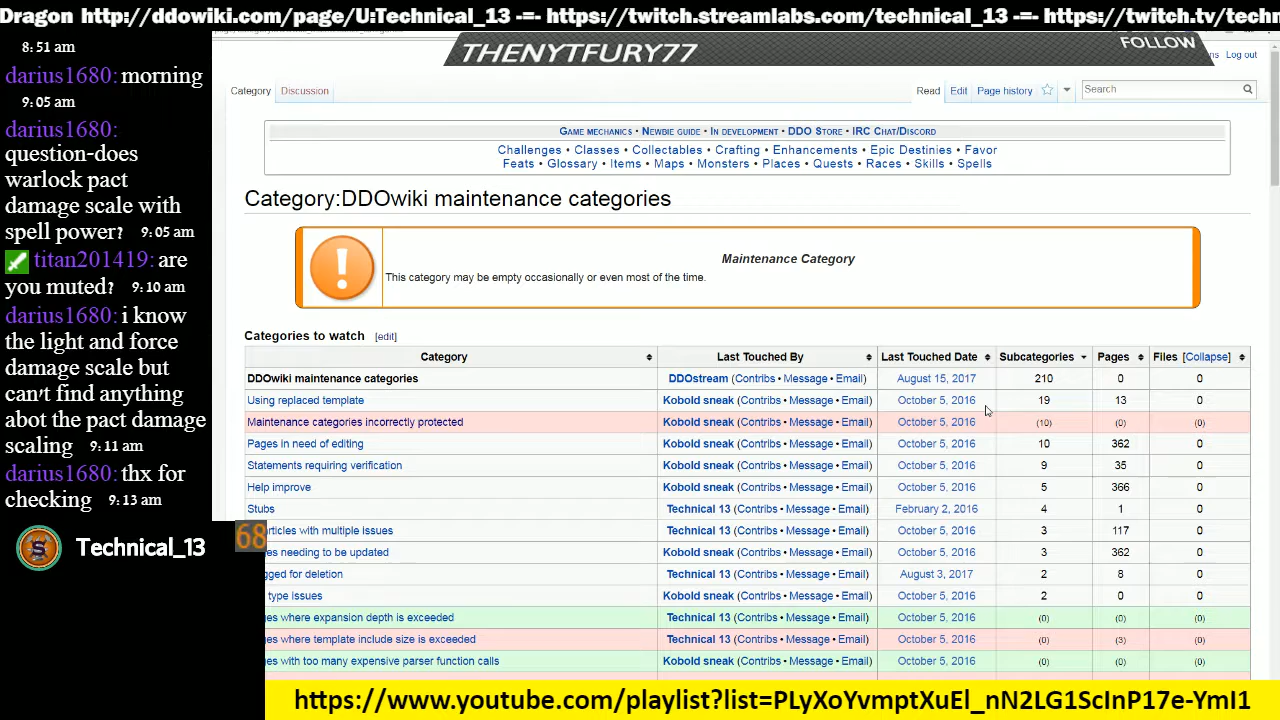 Dragon http://ddowiki.com/page/U:Technical_13 -=- https://twitch.streamlabs.com/technical_13 -=- https://twitch.tv/techn
8:51 am
darius1680: morning
9:05 am
darius1680:
question-does
warlock pact
damage scale with
spell power? 9:05 am
titan201419: are
you muted? 9:10 am
darius1680: i know
the light and force
damage scale but
can't find anything
abot the pact damage
scaling 9:11 am
darius1680: thx for
checking 9:13 am
Technical_13
68
THENYTFURY77
FOLLOW
ns Log out
Category Discussion Read Edit Page history Search
Game mechanics • Newbie guide • In development • DDO Store • IRC Chat/Discord
Challenges • Classes • Collectables • Crafting • Enhancements • Epic Destinies • Favor
Feats • Glossary • Items • Maps • Monsters • Places • Quests • Races • Skills • Spells
Category:DDOwiki maintenance categories
Maintenance Category
This category may be empty occasionally or even most of the time.
Categories to watch [edit]
Category Last Touched By Last Touched Date Subcategories Pages Files [Collapse]
DDOwiki maintenance categories DDOstream (Contribs • Message • Email) August 15, 2017 210 0 0
Using replaced template Kobold sneak (Contribs • Message • Email) October 5, 2016 19 13 0
Maintenance categories incorrectly protected Kobold sneak (Contribs • Message • Email) October 5, 2016 (10) (0) (0)
Pages in need of editing Kobold sneak (Contribs • Message • Email) October 5, 2016 10 362 0
Statements requiring verification Kobold sneak (Contribs • Message • Email) October 5, 2016 9 35 0
Help improve Kobold sneak (Contribs • Message • Email) October 5, 2016 5 366 0
Stubs Technical 13 (Contribs • Message • Email) February 2, 2016 4 1 0
rticles with multiple issues Technical 13 (Contribs • Message • Email) October 5, 2016 3 117 0
es needing to be updated Kobold sneak (Contribs • Message • Email) October 5, 2016 3 362 0
gged for deletion Technical 13 (Contribs • Message • Email) August 3, 2017 2 8 0
type issues Kobold sneak (Contribs • Message • Email) October 5, 2016 2 0 0
es where expansion depth is exceeded Technical 13 (Contribs • Message • Email) October 5, 2016 (0) (0) (0)
es where template include size is exceeded Technical 13 (Contribs • Message • Email) October 5, 2016 (0) (3) (0)
es with too many expensive parser function calls Kobold sneak (Contribs • Message • Email) October 5, 2016 (0) (0) (0)
https://www.youtube.com/playlist?list=PLyXoYvmptXuEl_nN2LG1ScInP17e-YmI1